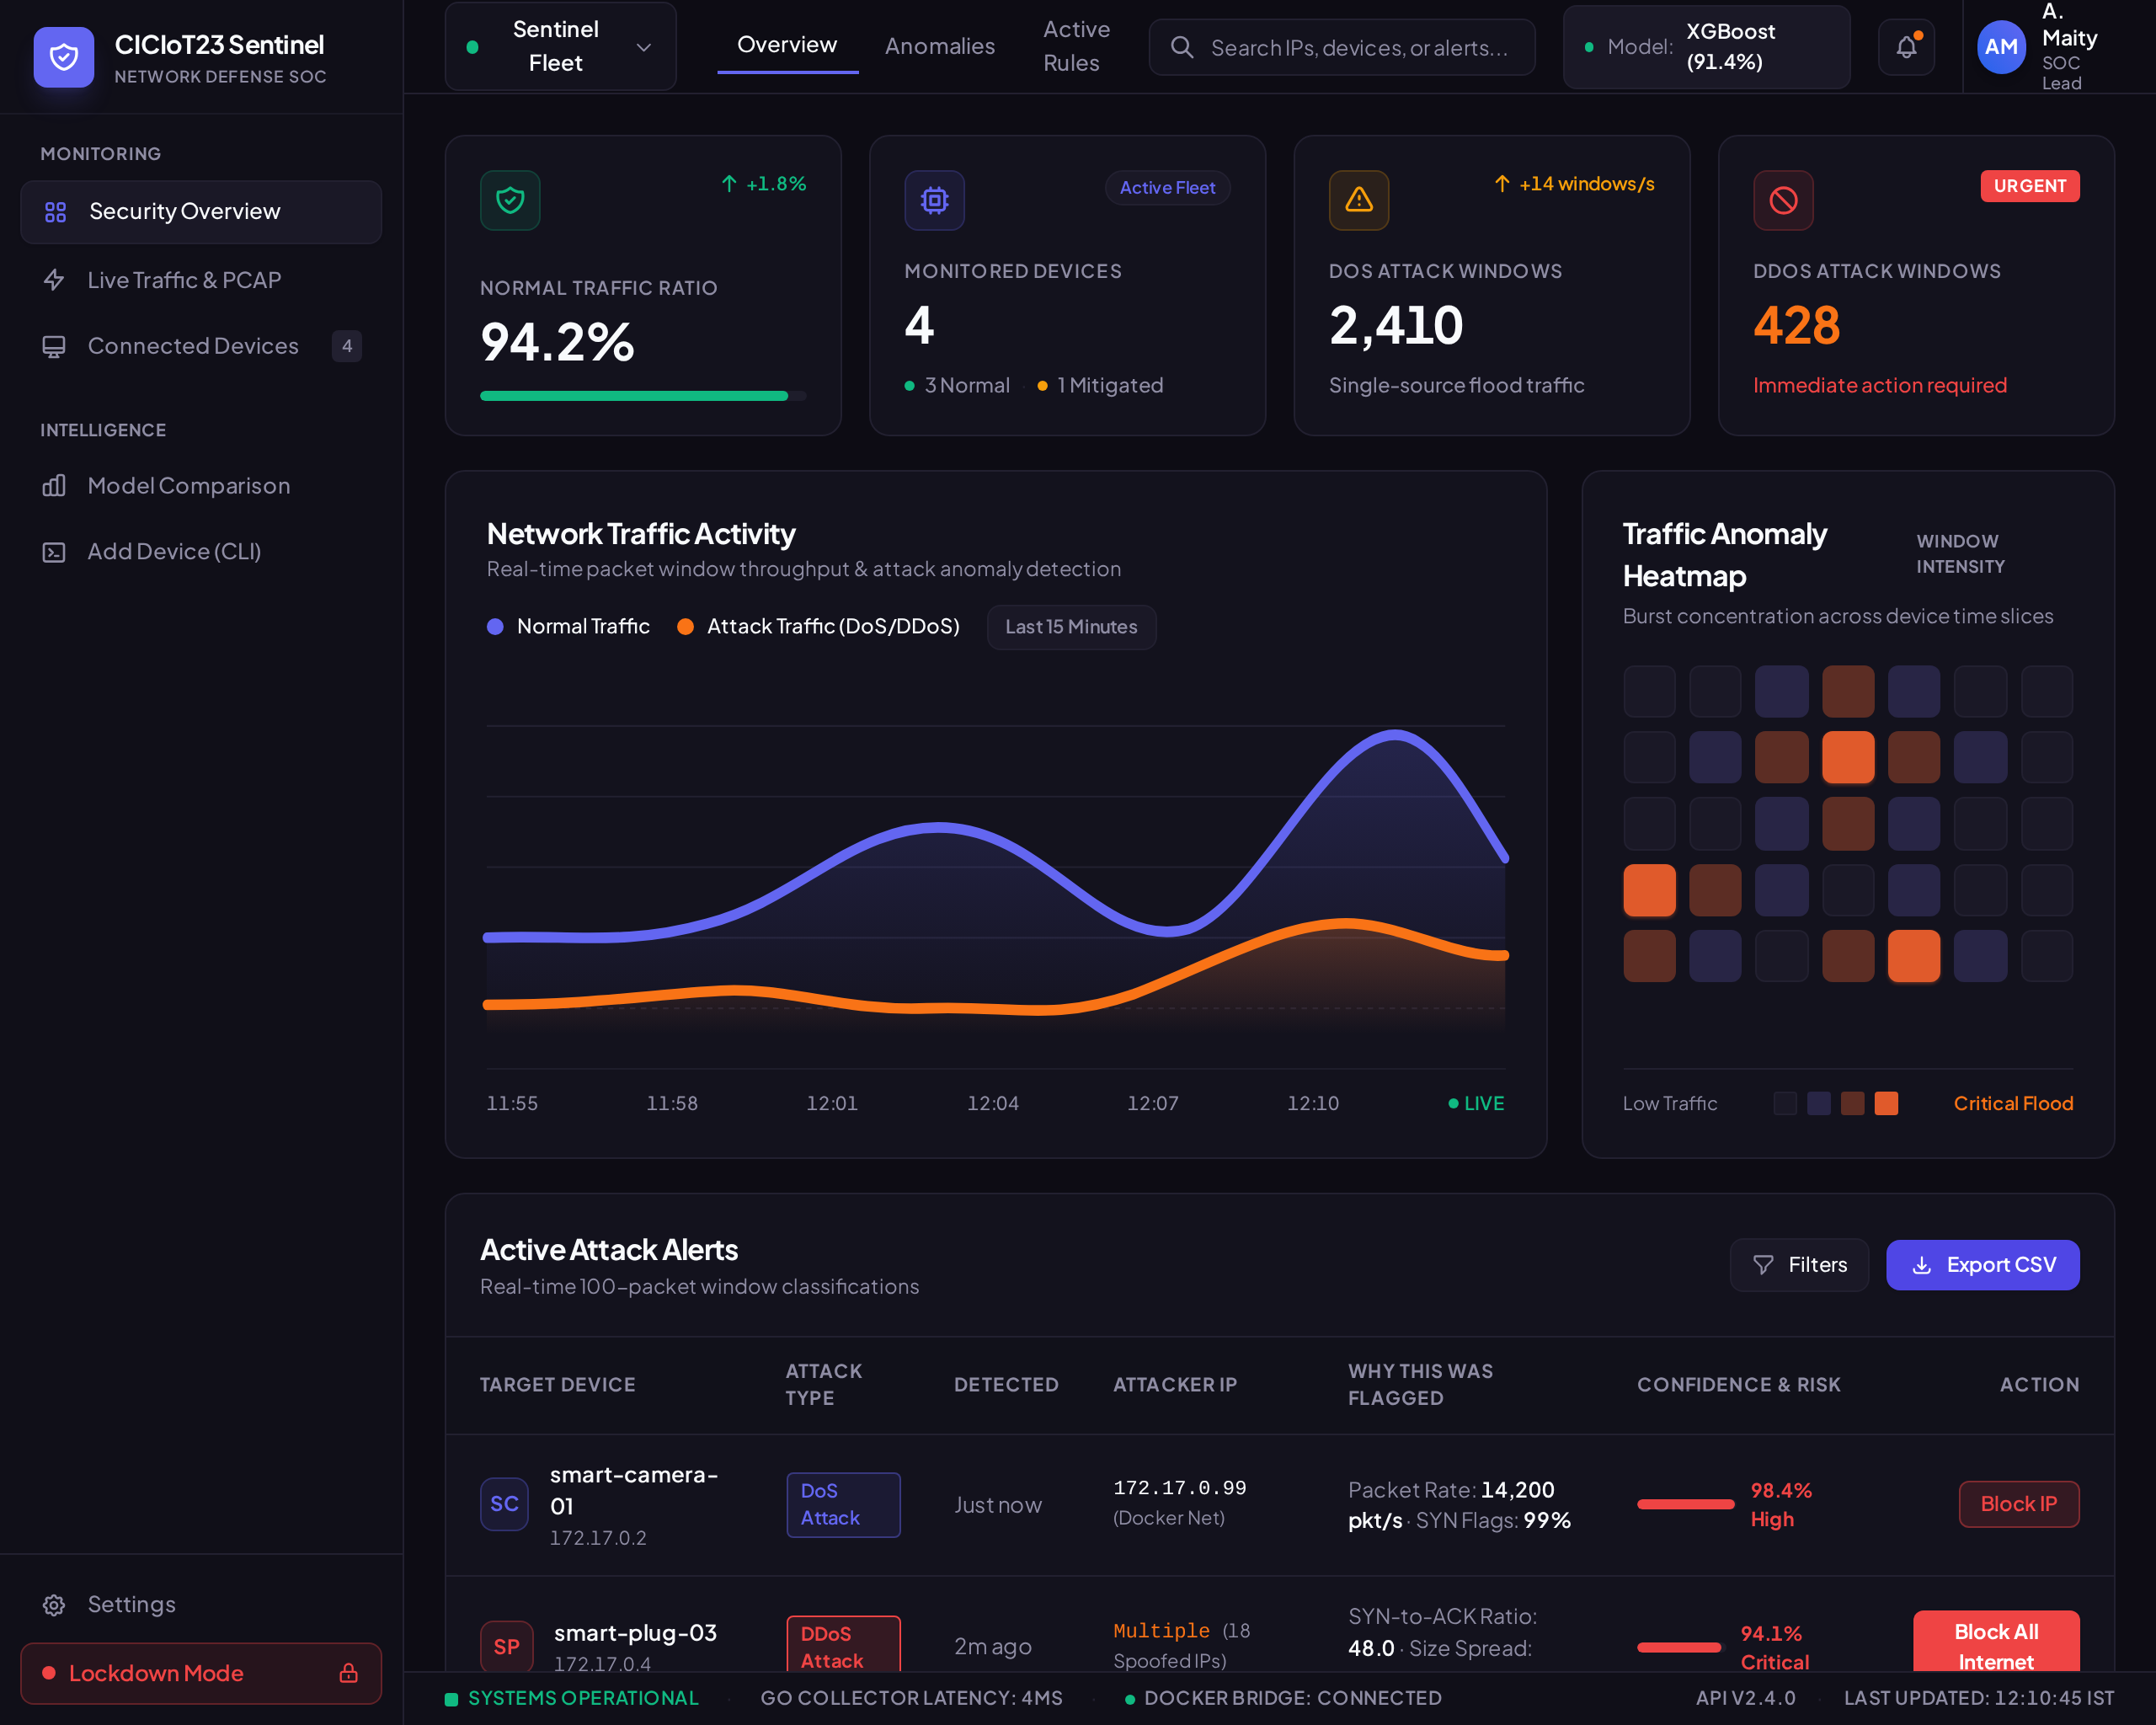 CICIoT23 Sentinel
NETWORK DEFENSE SOC
MONITORING
Security Overview
Live Traffic & PCAP
Connected Devices 4
INTELLIGENCE
Model Comparison
Add Device (CLI)
Settings
Lockdown Mode
Sentinel
Fleet
Overview
Anomalies
Active
Rules
Search IPs, devices, or alerts...
Model:
XGBoost
(91.4%)
AM
A.
Maity
SOC
Lead
+1.8%
NORMAL TRAFFIC RATIO
94.2%
Active Fleet
MONITORED DEVICES
4
3 Normal · 1 Mitigated
+14 windows/s
DOS ATTACK WINDOWS
2,410
Single-source flood traffic
URGENT
DDOS ATTACK WINDOWS
428
Immediate action required
Network Traffic Activity
Real-time packet window throughput & attack anomaly detection
Normal Traffic
Attack Traffic (DoS/DDoS)
Last 15 Minutes
11:55 11:58 12:01 12:04 12:07 12:10 LIVE
Traffic Anomaly
Heatmap
WINDOW
INTENSITY
Burst concentration across device time slices
Low Traffic
Critical Flood
Active Attack Alerts
Real-time 100-packet window classifications
Filters
Export CSV
TARGET DEVICE
ATTACK
TYPE
DETECTED
ATTACKER IP
WHY THIS WAS
FLAGGED
CONFIDENCE & RISK
ACTION
SC
smart-camera-
01
172.17.0.2
DoS
Attack
Just now
172.17.0.99
(Docker Net)
Packet Rate: 14,200
pkt/s · SYN Flags: 99%
98.4%
High
Block IP
SP
smart-plug-03
172.17.0.4
DDoS
Attack
2m ago
Multiple (18
Spoofed IPs)
SYN-to-ACK Ratio:
48.0 · Size Spread:
94.1%
Critical
Block All
Internet
SYSTEMS OPERATIONAL · GO COLLECTOR LATENCY: 4MS · DOCKER BRIDGE: CONNECTED
API V2.4.0 · LAST UPDATED: 12:10:45 IST